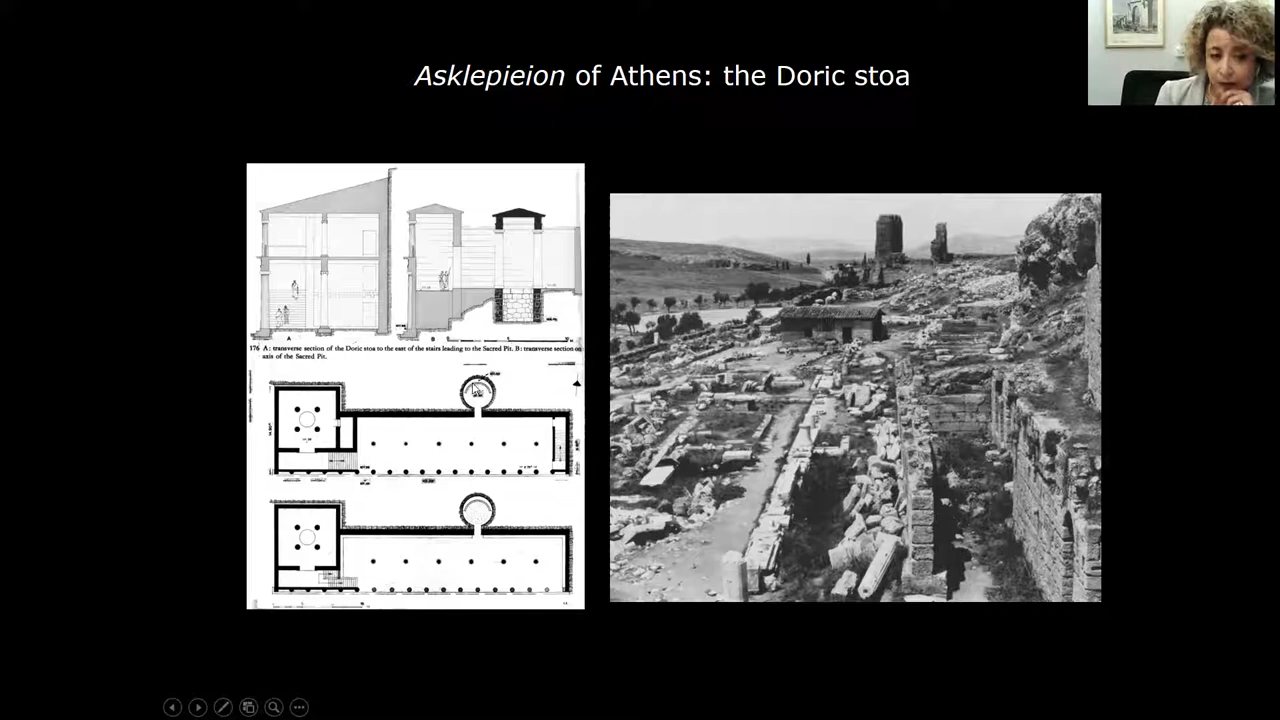 Asklepieion of Athens: the Doric stoa
A
B
176 A: transverse section of the Doric stoa to the east of the stairs leading to the Sacred Pit. B: transverse section on
axis of the Sacred Pit.